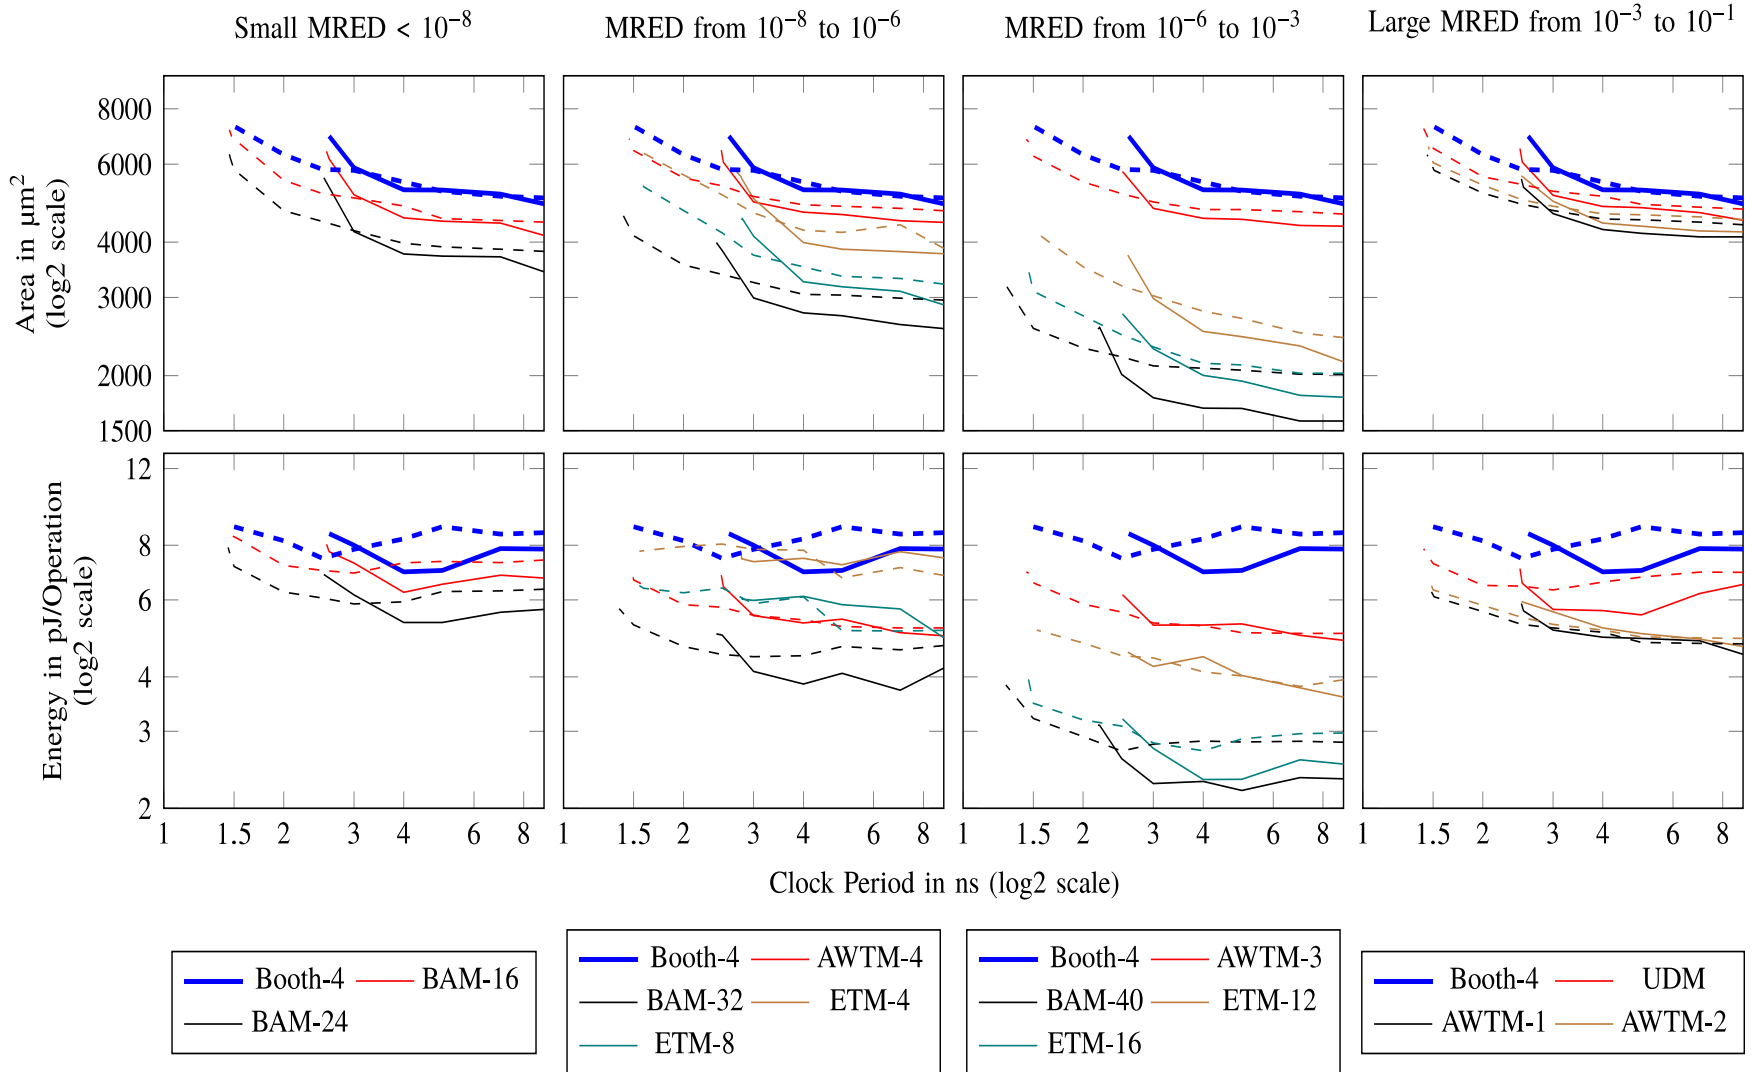 Small MRED < 10⁻⁸
MRED from 10⁻⁸ to 10⁻⁶
MRED from 10⁻⁶ to 10⁻³
Large MRED from 10⁻³ to 10⁻¹
Area in µm²
(log2 scale)
8000
6000
4000
3000
2000
1500
Energy in pJ/Operation
(log2 scale)
12
8
6
4
3
2
1 1.5 2 3 4 6 8
1 1.5 2 3 4 6 8
1 1.5 2 3 4 6 8
1 1.5 2 3 4 6 8
Clock Period in ns (log2 scale)
Booth-4 BAM-16
BAM-24
Booth-4 AWTM-4
BAM-32 ETM-4
ETM-8
Booth-4 AWTM-3
BAM-40 ETM-12
ETM-16
Booth-4 UDM
AWTM-1 AWTM-2